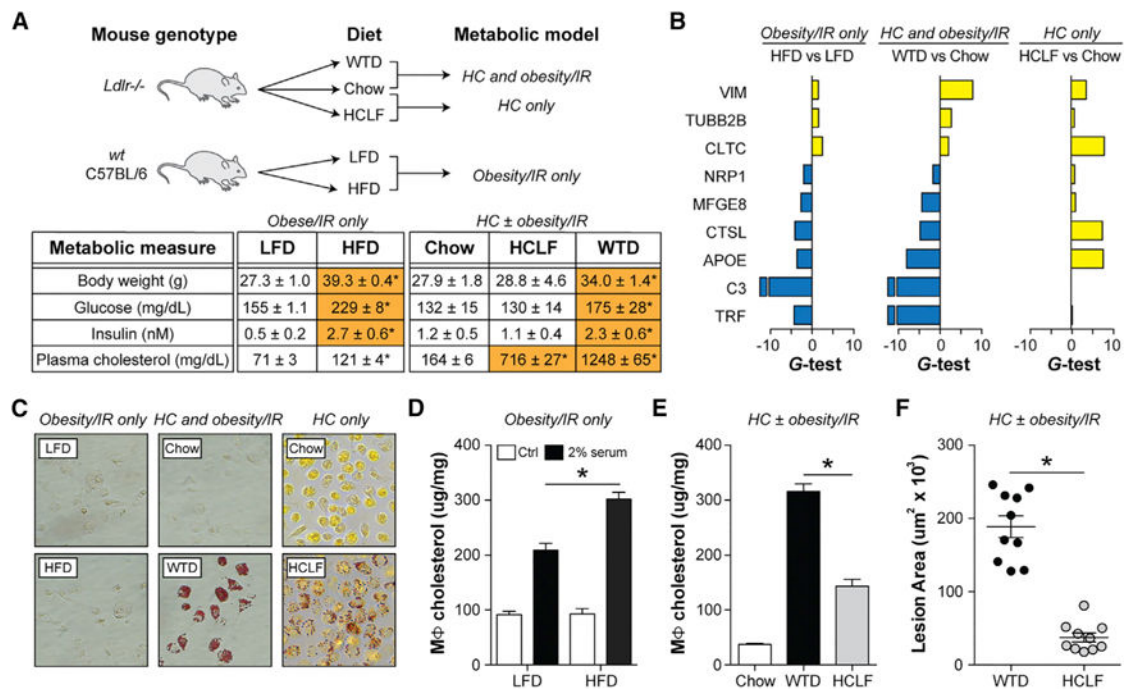 A
Mouse genotype Diet Metabolic model
Ldlr-/-
WTD
Chow
HCLF
HC and obesity/IR
HC only
wt
C57BL/6
LFD
HFD
Obesity/IR only
Obese/IR only HC ± obesity/IR
Metabolic measure LFD HFD Chow HCLF WTD
Body weight (g) 27.3 ± 1.0 39.3 ± 0.4* 27.9 ± 1.8 28.8 ± 4.6 34.0 ± 1.4*
Glucose (mg/dL) 155 ± 1.1 229 ± 8* 132 ± 15 130 ± 14 175 ± 28*
Insulin (nM) 0.5 ± 0.2 2.7 ± 0.6* 1.2 ± 0.5 1.1 ± 0.4 2.3 ± 0.6*
Plasma cholesterol (mg/dL) 71 ± 3 121 ± 4* 164 ± 6 716 ± 27* 1248 ± 65*
B
Obesity/IR only HC and obesity/IR HC only
HFD vs LFD WTD vs Chow HCLF vs Chow
VIM
TUBB2B
CLTC
NRP1
MFGE8
CTSL
APOE
C3
TRF
-10 0 10 -10 0 10 -10 0 10
G-test G-test G-test
C
Obesity/IR only HC and obesity/IR HC only
LFD Chow Chow
HFD WTD HCLF
D
Obesity/IR only
Ctrl 2% serum
*
MΦ cholesterol (ug/mg)
400
300
200
100
0
LFD HFD
E
HC ± obesity/IR
*
MΦ cholesterol (ug/mg)
400
300
200
100
0
Chow WTD HCLF
F
HC ± obesity/IR
*
Lesion Area (um² x 10³)
300
200
100
0
WTD HCLF